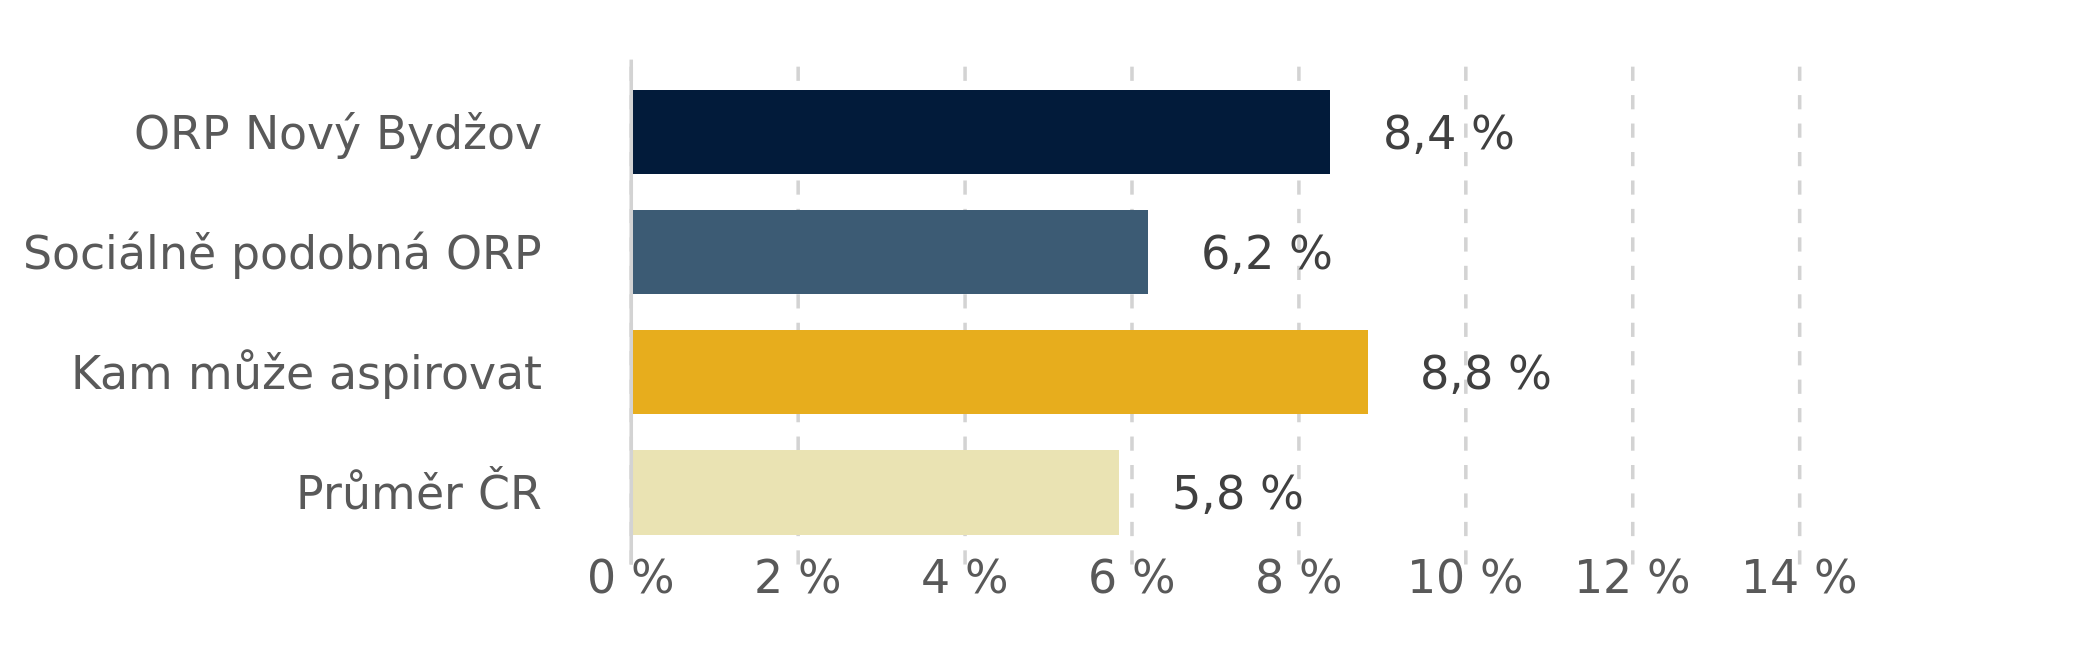 ORP Nový Bydžov
8,4 %
Sociálně podobná ORP
6,2 %
Kam může aspirovat
8,8 %
Průměr ČR
5,8 %
0 % 2 % 4 % 6 % 8 % 10 % 12 % 14 %